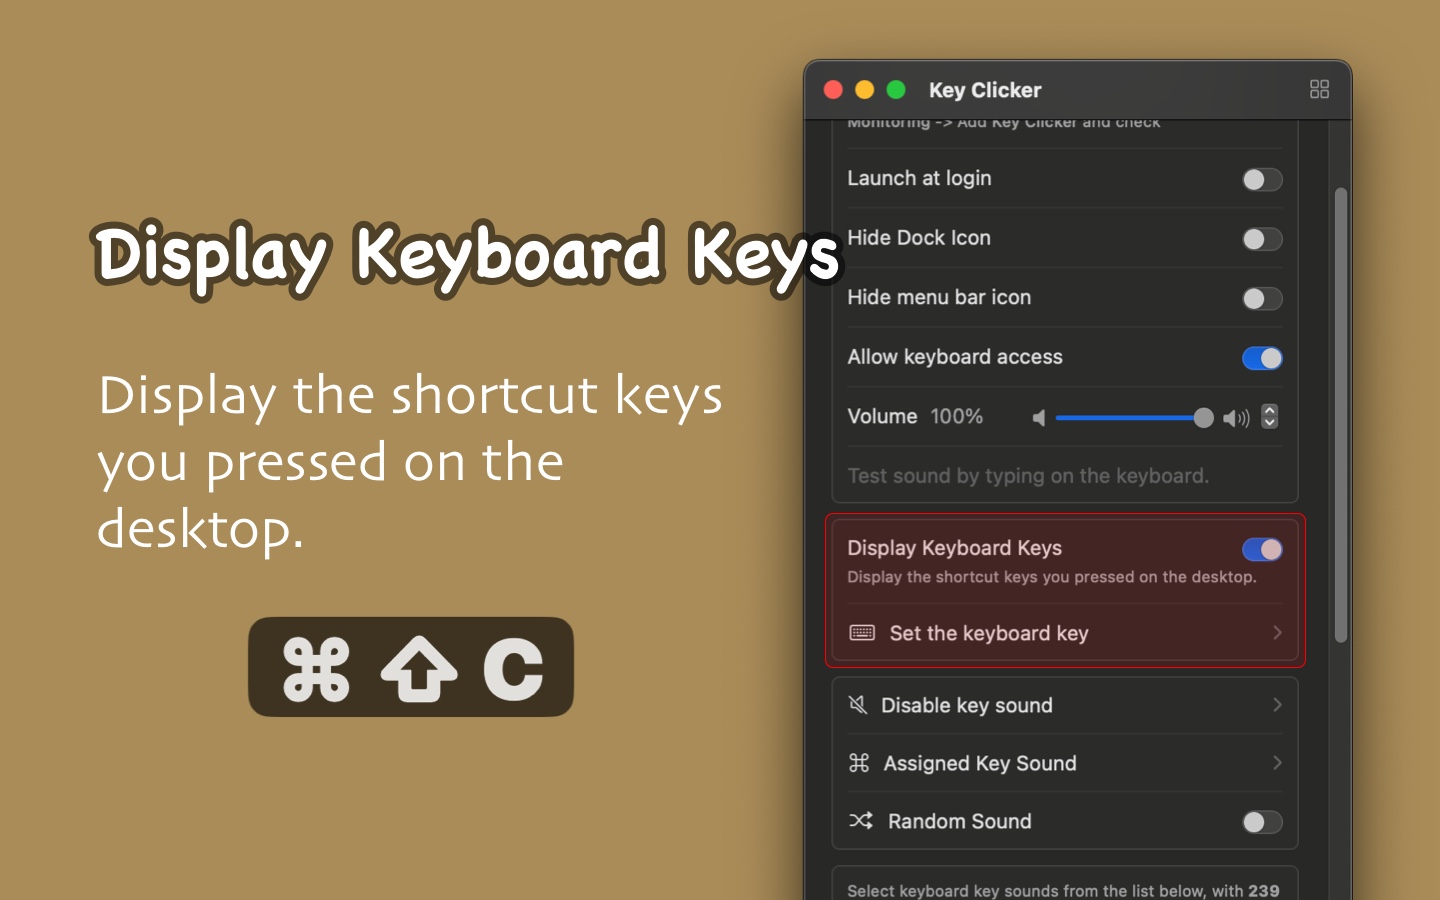 Display Keyboard Keys
Display the shortcut keys
you pressed on the
desktop.
⌘ ⇧ C
Key Clicker
Monitoring -> Add Key Clicker and check
Launch at login
Hide Dock Icon
Hide menu bar icon
Allow keyboard access
Volume 100%
Test sound by typing on the keyboard.
Display Keyboard Keys
Display the shortcut keys you pressed on the desktop.
Set the keyboard key
Disable key sound
Assigned Key Sound
Random Sound
Select keyboard key sounds from the list below, with 239